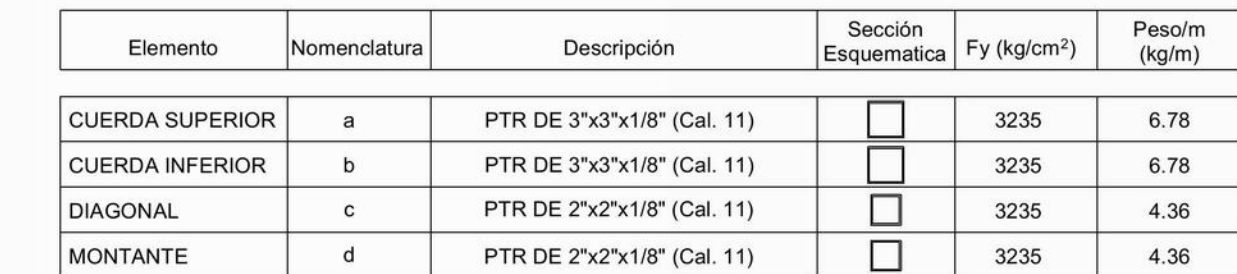 Elemento Nomenclatura Descripción Sección Esquematica Fy (kg/cm²) Peso/m (kg/m)
CUERDA SUPERIOR a PTR DE 3"x3"x1/8" (Cal. 11) 3235 6.78
CUERDA INFERIOR b PTR DE 3"x3"x1/8" (Cal. 11) 3235 6.78
DIAGONAL c PTR DE 2"x2"x1/8" (Cal. 11) 3235 4.36
MONTANTE d PTR DE 2"x2"x1/8" (Cal. 11) 3235 4.36